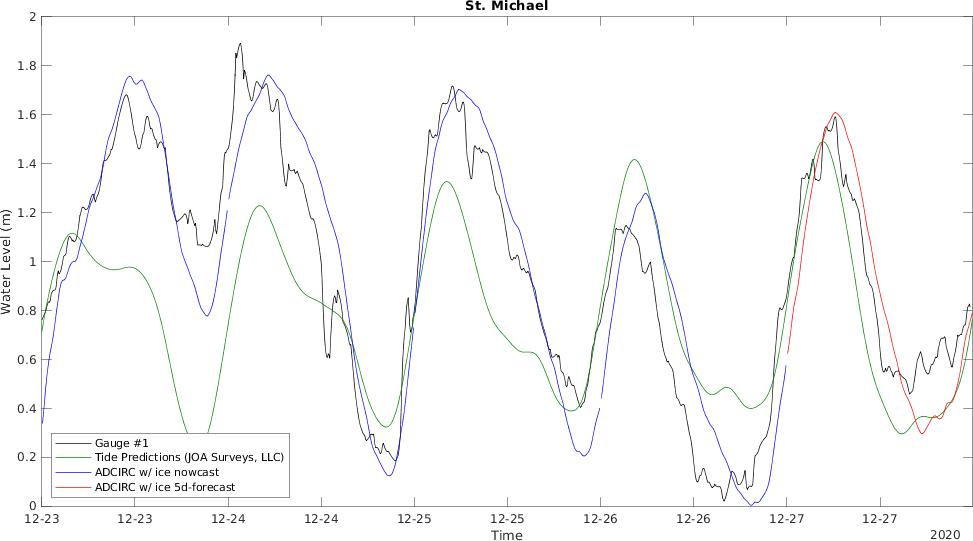 St. Michael
2
1.8
1.6
1.4
1.2
1
0.8
0.6
0.4
0.2
0
Water Level (m)
Gauge #1
Tide Predictions (JOA Surveys, LLC)
ADCIRC w/ ice nowcast
ADCIRC w/ ice 5d-forecast
12-23 12-23 12-24 12-24 12-25 12-25 12-26 12-26 12-27 12-27
Time
2020